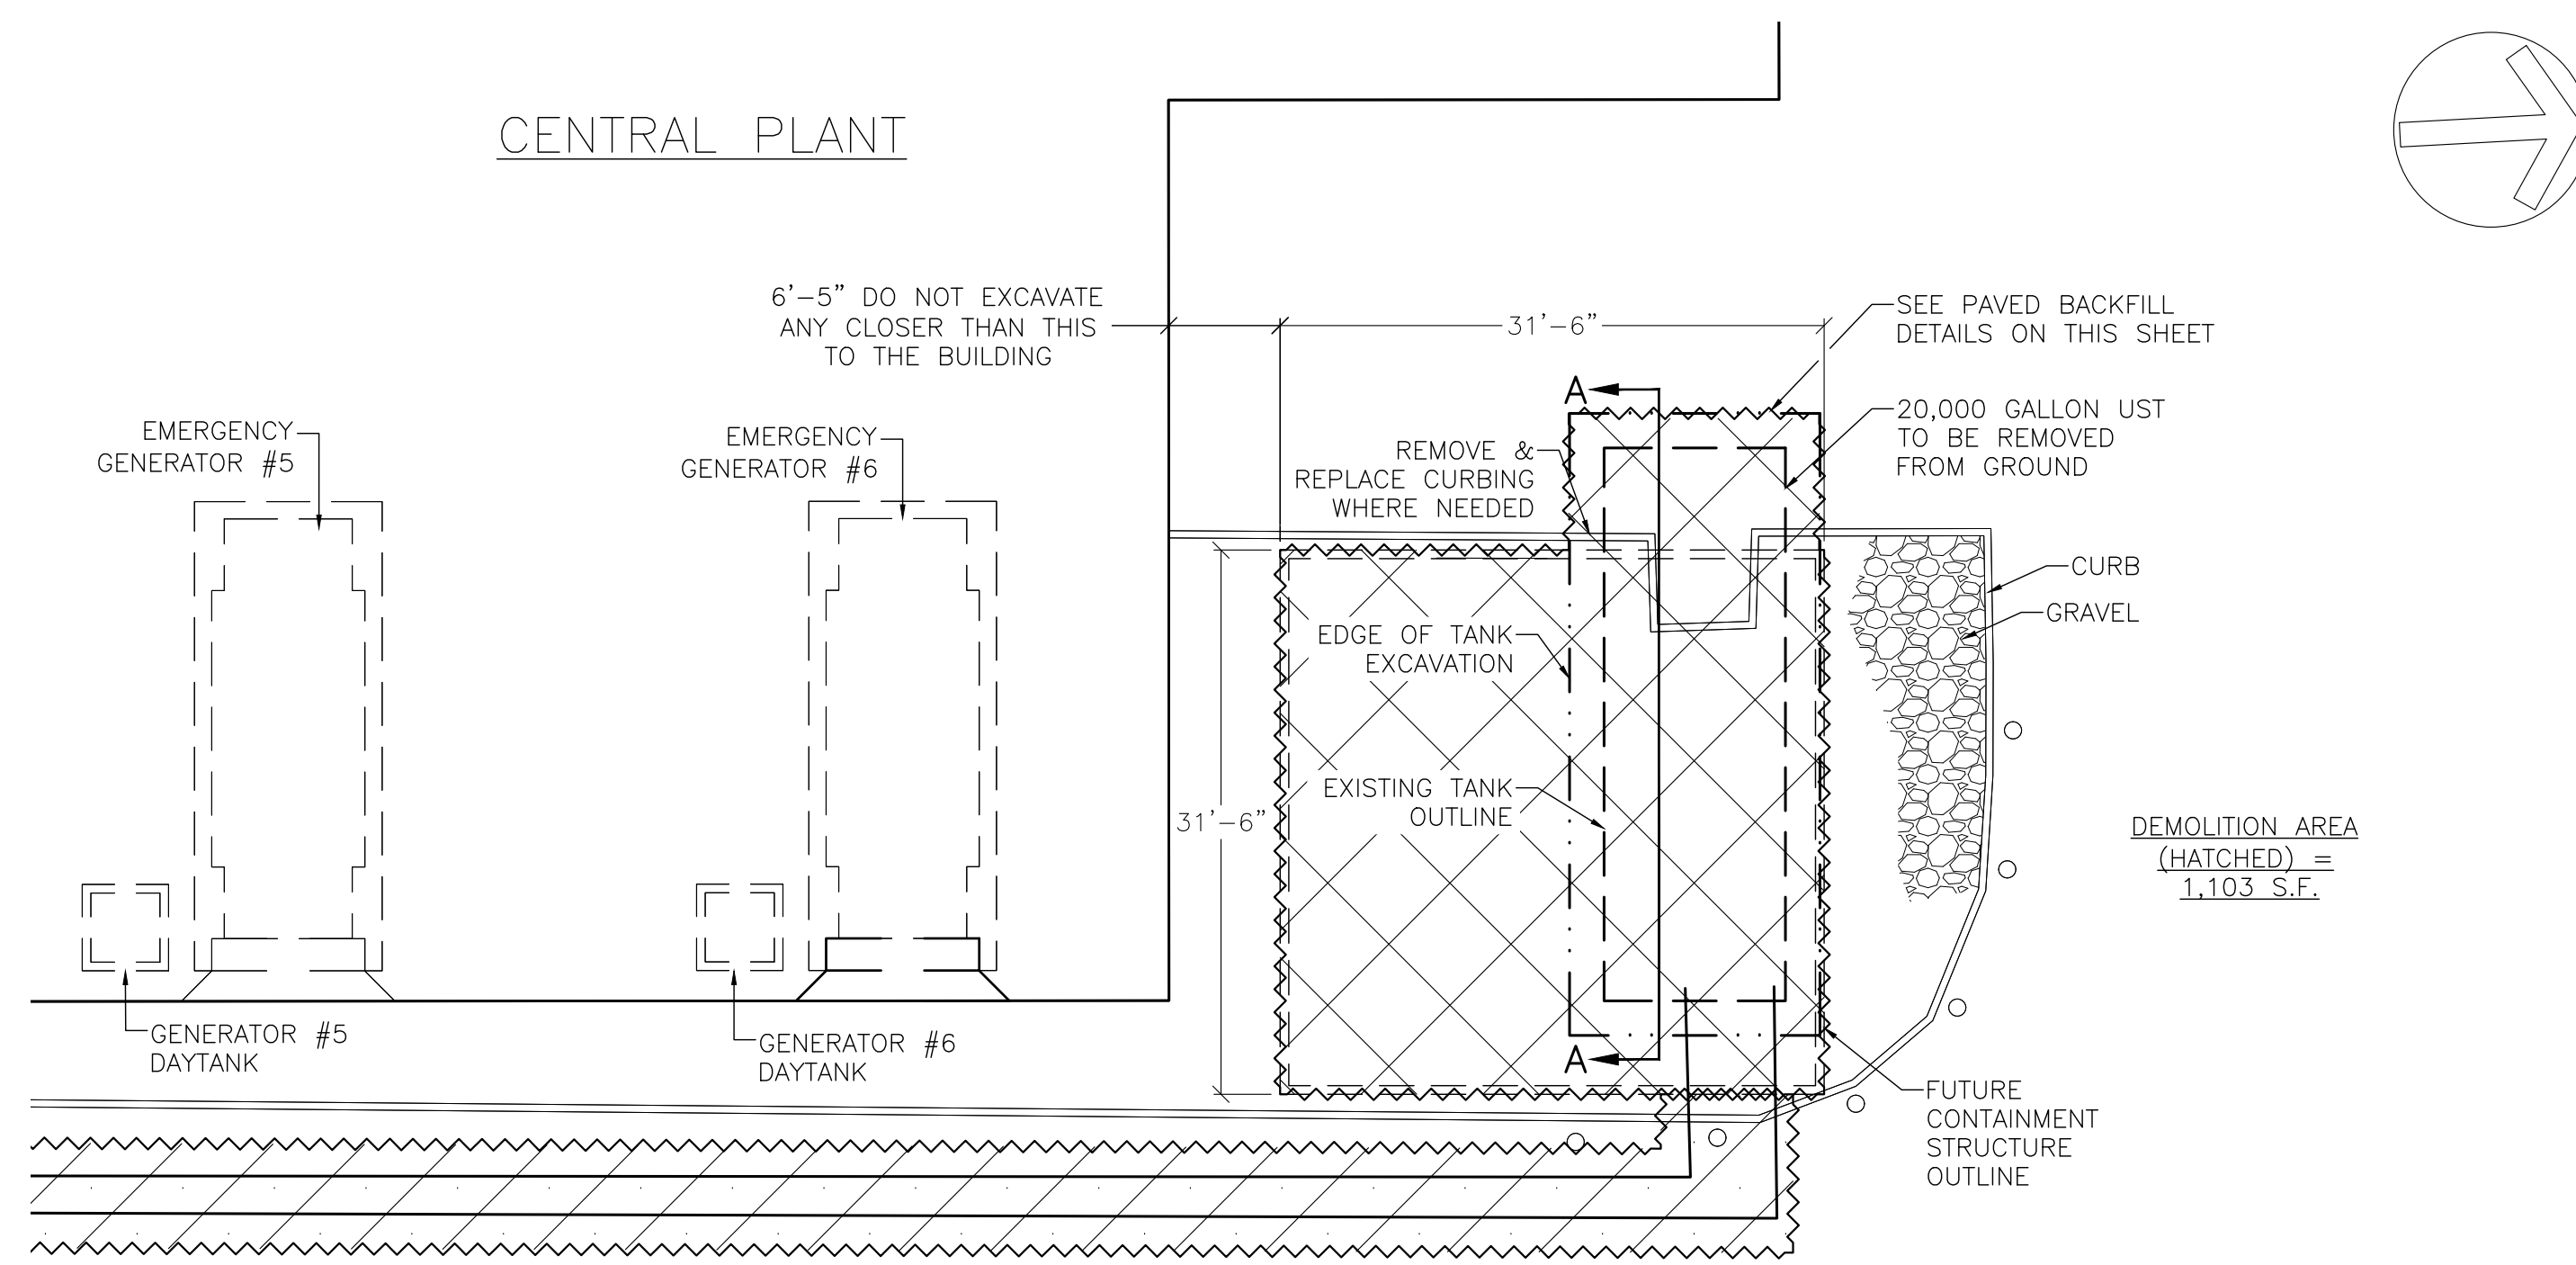 CENTRAL PLANT
6'-5" DO NOT EXCAVATE
ANY CLOSER THAN THIS
TO THE BUILDING
31'-6"
SEE PAVED BACKFILL
DETAILS ON THIS SHEET
A
20,000 GALLON UST
TO BE REMOVED
FROM GROUND
EMERGENCY
GENERATOR #5
EMERGENCY
GENERATOR #6
REMOVE &
REPLACE CURBING
WHERE NEEDED
CURB
GRAVEL
EDGE OF TANK
EXCAVATION
EXISTING TANK
OUTLINE
31'-6"
DEMOLITION AREA
(HATCHED) =
1,103 S.F.
GENERATOR #5
DAYTANK
GENERATOR #6
DAYTANK
A
FUTURE
CONTAINMENT
STRUCTURE
OUTLINE